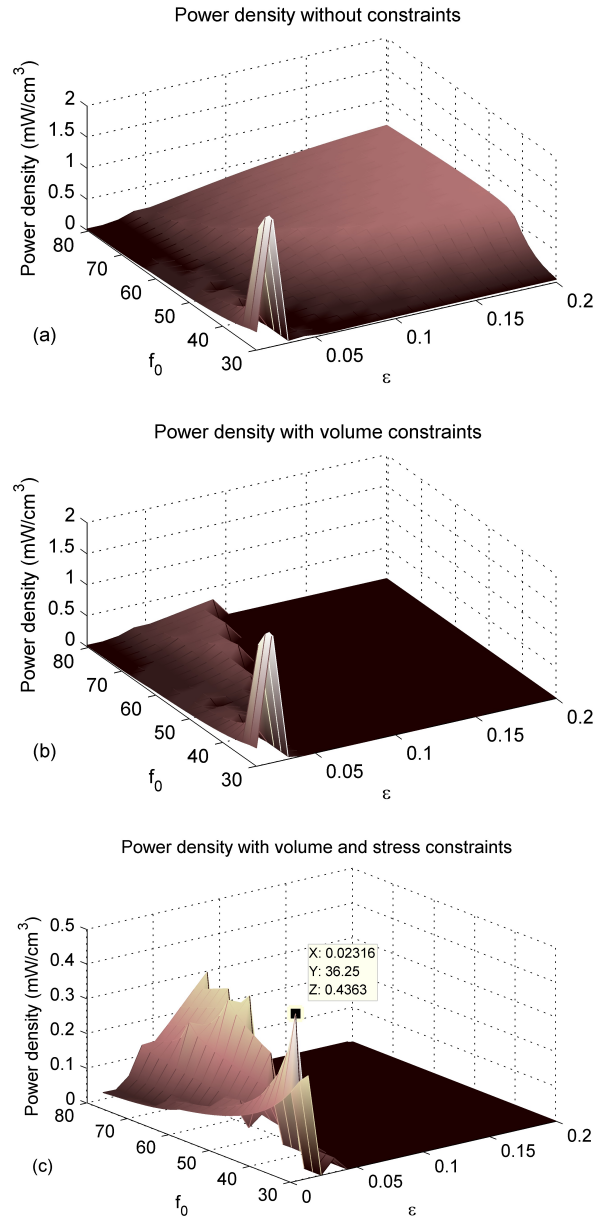 Power density without constraints
Power density (mW/cm³)
2
1.5
1
0.5
0
80
70
60
50
40
30
f₀
0.05
0.1
0.15
0.2
ε
(a)
Power density with volume constraints
Power density (mW/cm³)
2
1.5
1
0.5
0
80
70
60
50
40
30
f₀
0.05
0.1
0.15
0.2
ε
(b)
Power density with volume and stress constraints
Power density (mW/cm³)
0.5
0.4
0.3
0.2
0.1
0
80
70
60
50
40
30
f₀
0
0.05
0.1
0.15
0.2
ε
X: 0.02316
Y: 36.25
Z: 0.4363
(c)